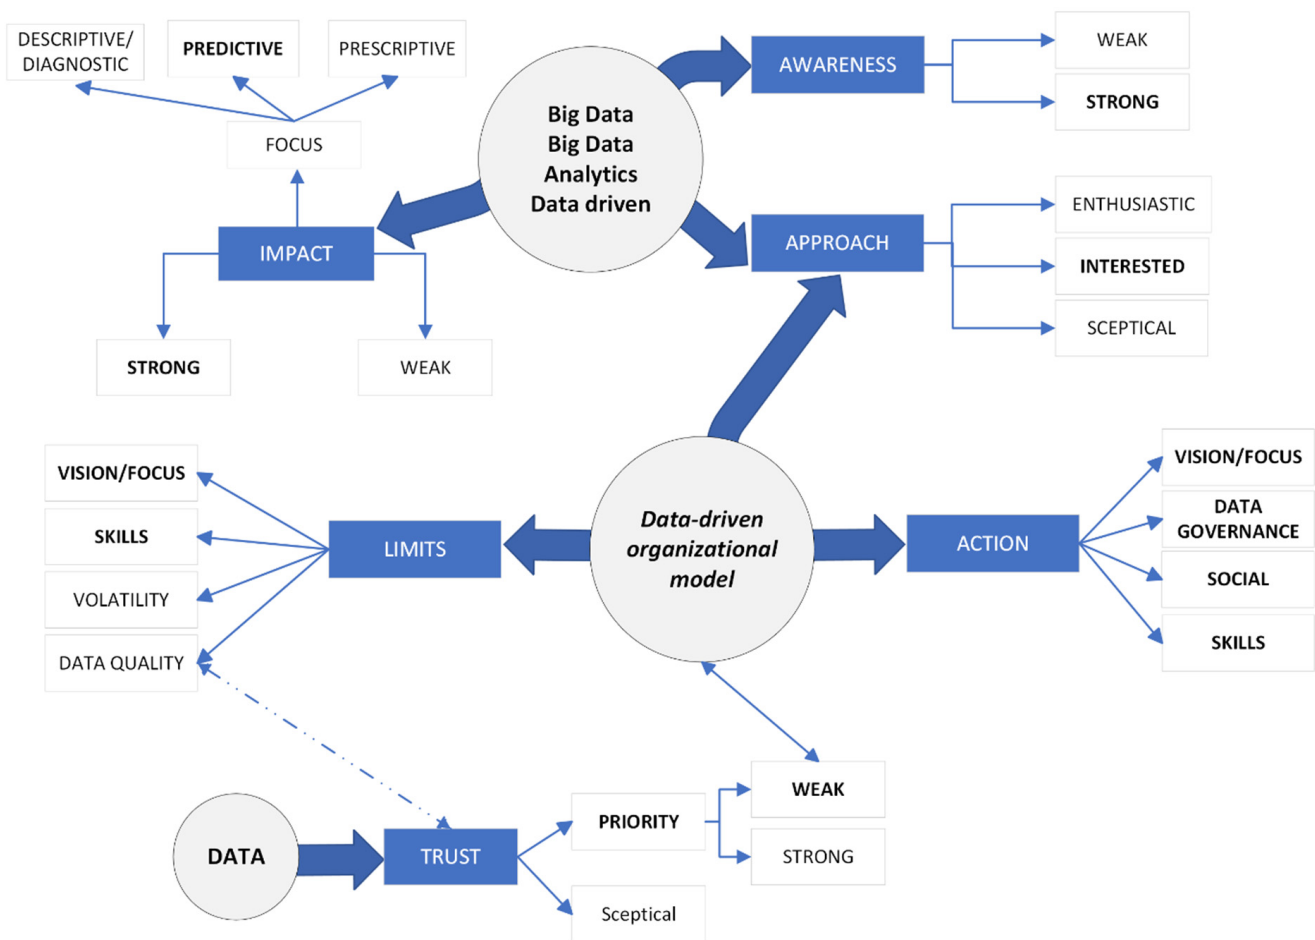 DESCRIPTIVE/
DIAGNOSTIC
PREDICTIVE
PRESCRIPTIVE
FOCUS
IMPACT
STRONG
WEAK
Big Data
Big Data
Analytics
Data driven
AWARENESS
WEAK
STRONG
APPROACH
ENTHUSIASTIC
INTERESTED
SCEPTICAL
VISION/FOCUS
SKILLS
VOLATILITY
DATA QUALITY
LIMITS
Data-driven
organizational
model
ACTION
VISION/FOCUS
DATA
GOVERNANCE
SOCIAL
SKILLS
DATA
TRUST
PRIORITY
Sceptical
WEAK
STRONG